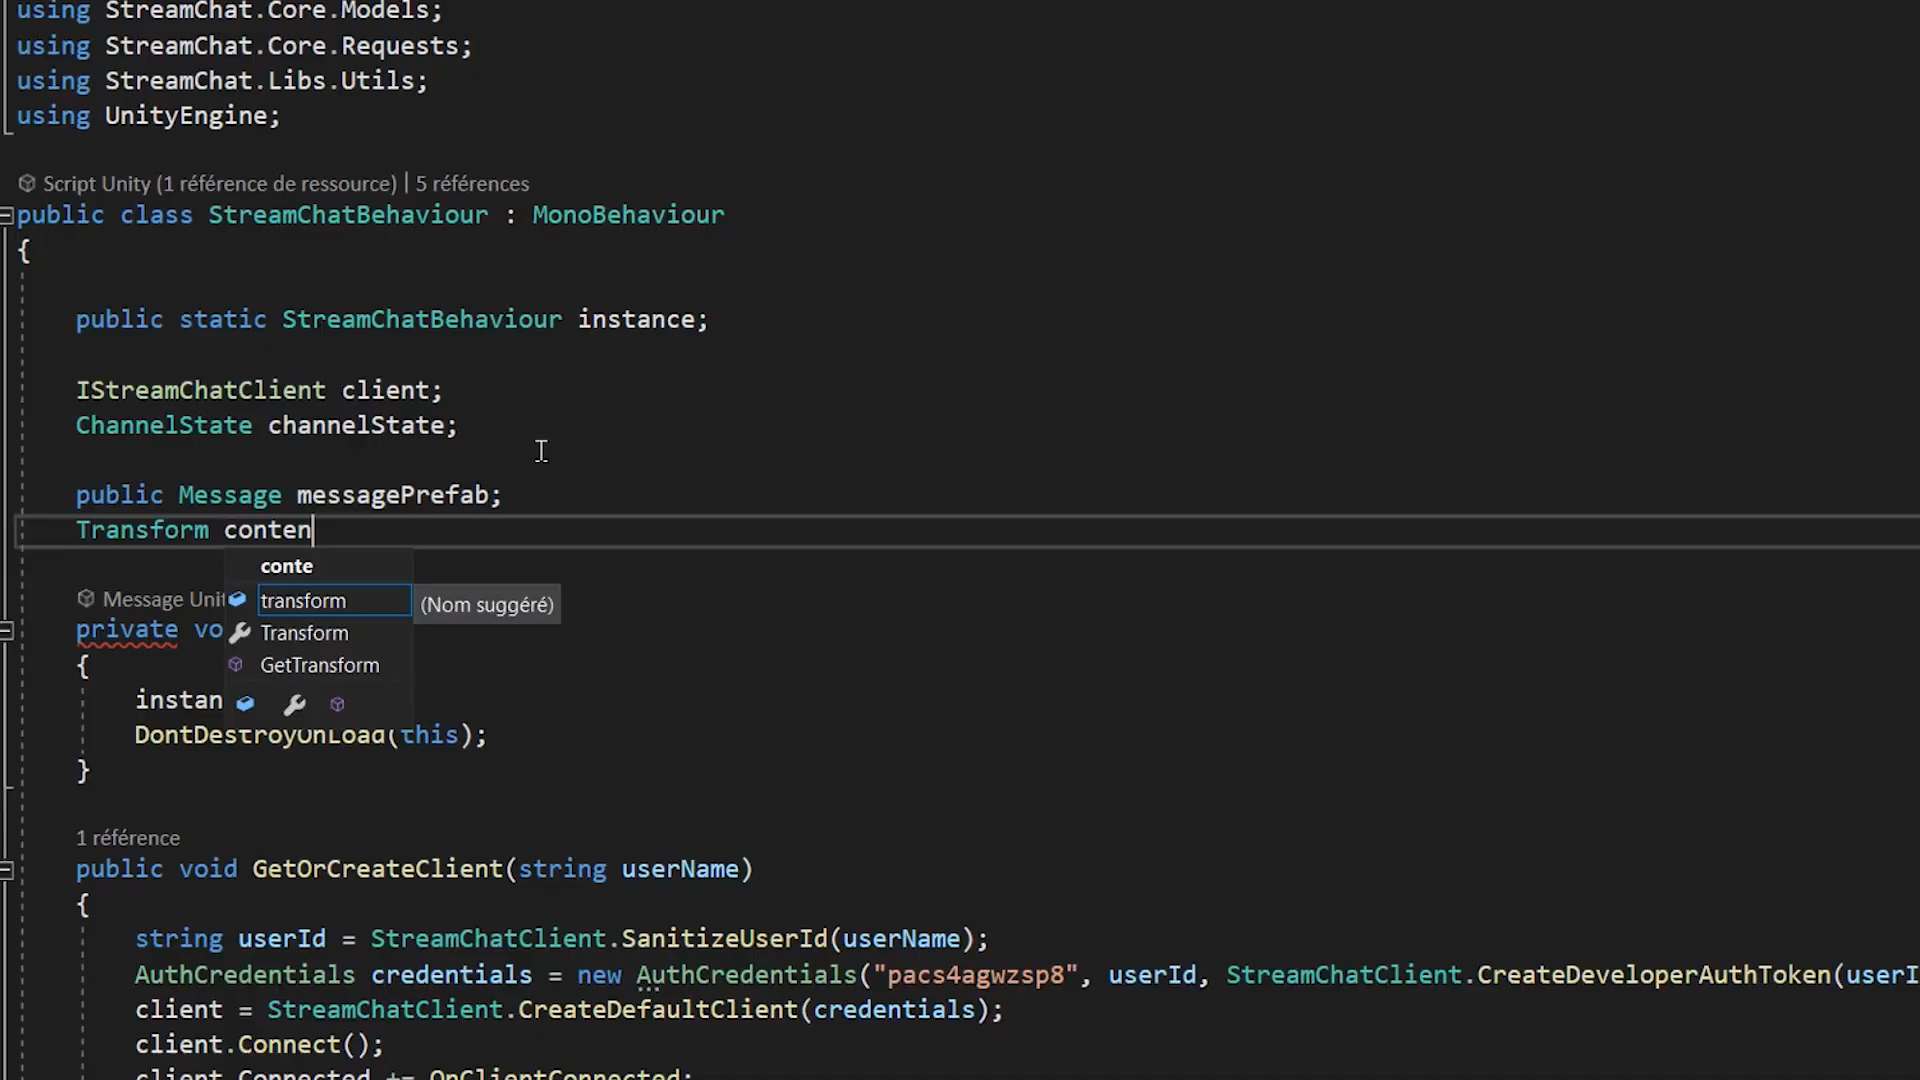 using StreamChat.Core.Models;
using StreamChat.Core.Requests;
using StreamChat.Libs.Utils;
using UnityEngine;
Script Unity (1 référence de ressource) | 5 références
public class StreamChatBehaviour : MonoBehaviour
{
public static StreamChatBehaviour instance;
IStreamChatClient client;
ChannelState channelState;
public Message messagePrefab;
Transform conten
conte
Message Unit
transform
(Nom suggéré)
private vo
Transform
{
GetTransform
instan
DontDestroyOnLoad(this);
}
1 référence
public void GetOrCreateClient(string userName)
{
string userId = StreamChatClient.SanitizeUserId(userName);
AuthCredentials credentials = new AuthCredentials("pacs4agwzsp8", userId, StreamChatClient.CreateDeveloperAuthToken(userI
client = StreamChatClient.CreateDefaultClient(credentials);
client.Connect();
client.Connected += OnClientConnected;